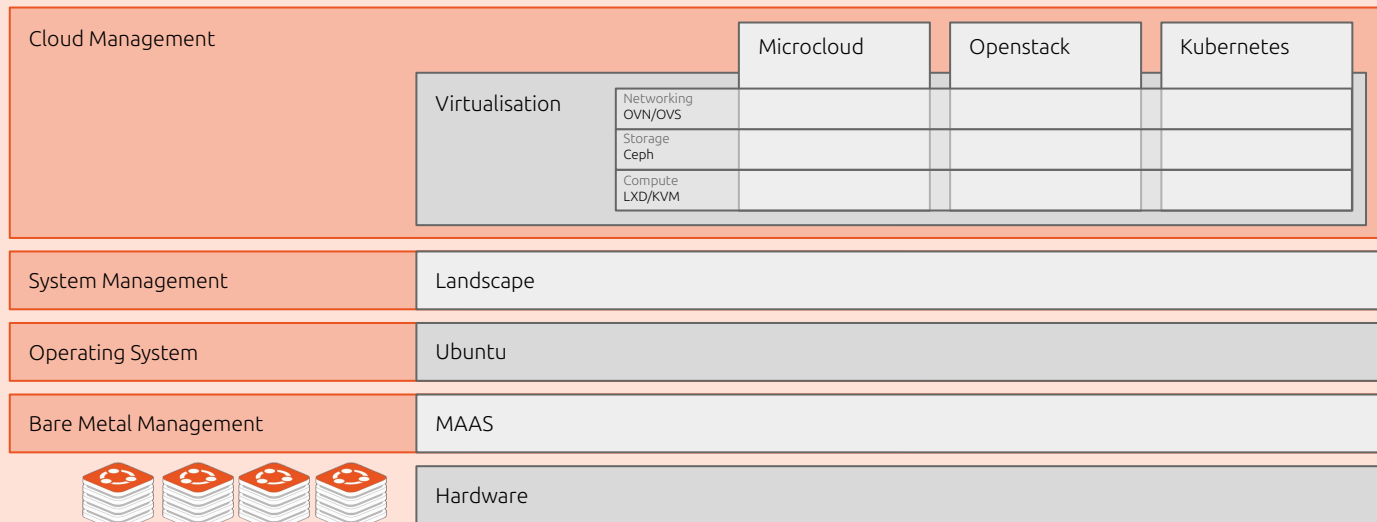 Cloud Management
Microcloud
Openstack
Kubernetes
Virtualisation
Networking
OVN/OVS
Storage
Ceph
Compute
LXD/KVM
System Management
Landscape
Operating System
Ubuntu
Bare Metal Management
MAAS
Hardware